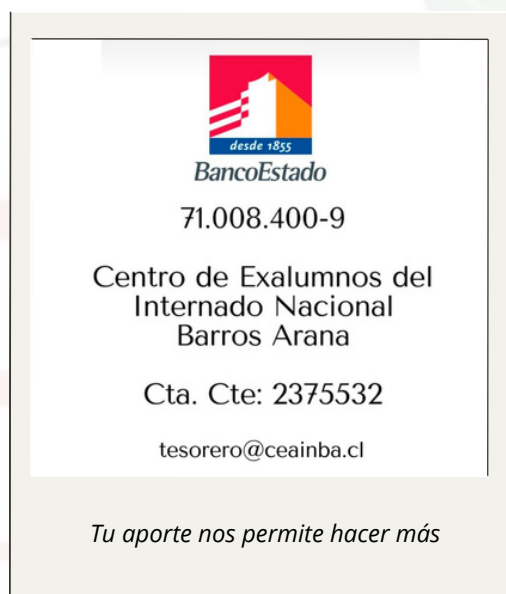 desde 1855
BancoEstado
71.008.400-9
Centro de Exalumnos del
Internado Nacional
Barros Arana
Cta. Cte: 2375532
tesorero@ceainba.cl
Tu aporte nos permite hacer más